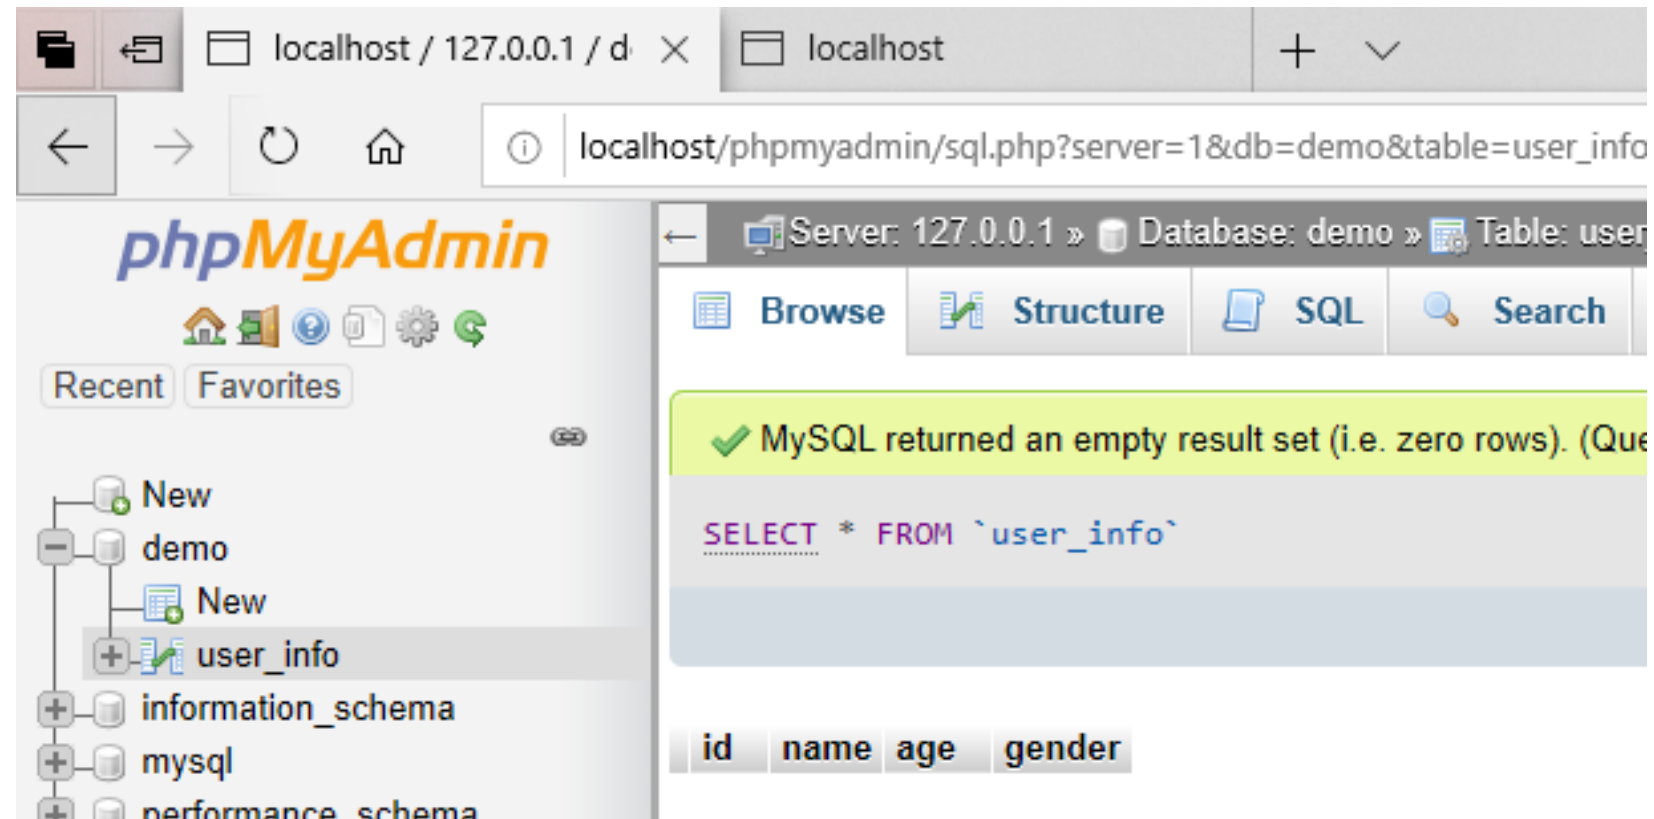 localhost / 127.0.0.1 / d
localhost
localhost/phpmyadmin/sql.php?server=1&db=demo&table=user_info
phpMyAdmin
Recent Favorites
New
demo
New
user_info
information_schema
mysql
performance_schema
Server: 127.0.0.1 » Database: demo » Table: user_
Browse Structure SQL Search
MySQL returned an empty result set (i.e. zero rows). (Que
SELECT * FROM `user_info`
id name age gender